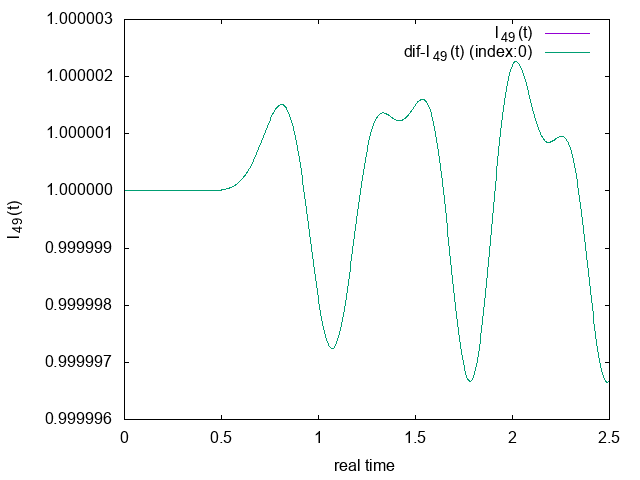 1.000003
1.000002
1.000001
1.000000
0.999999
0.999998
0.999997
0.999996
I49(t)
I49(t)
dif-I49(t) (index:0)
0 0.5 1 1.5 2 2.5
real time